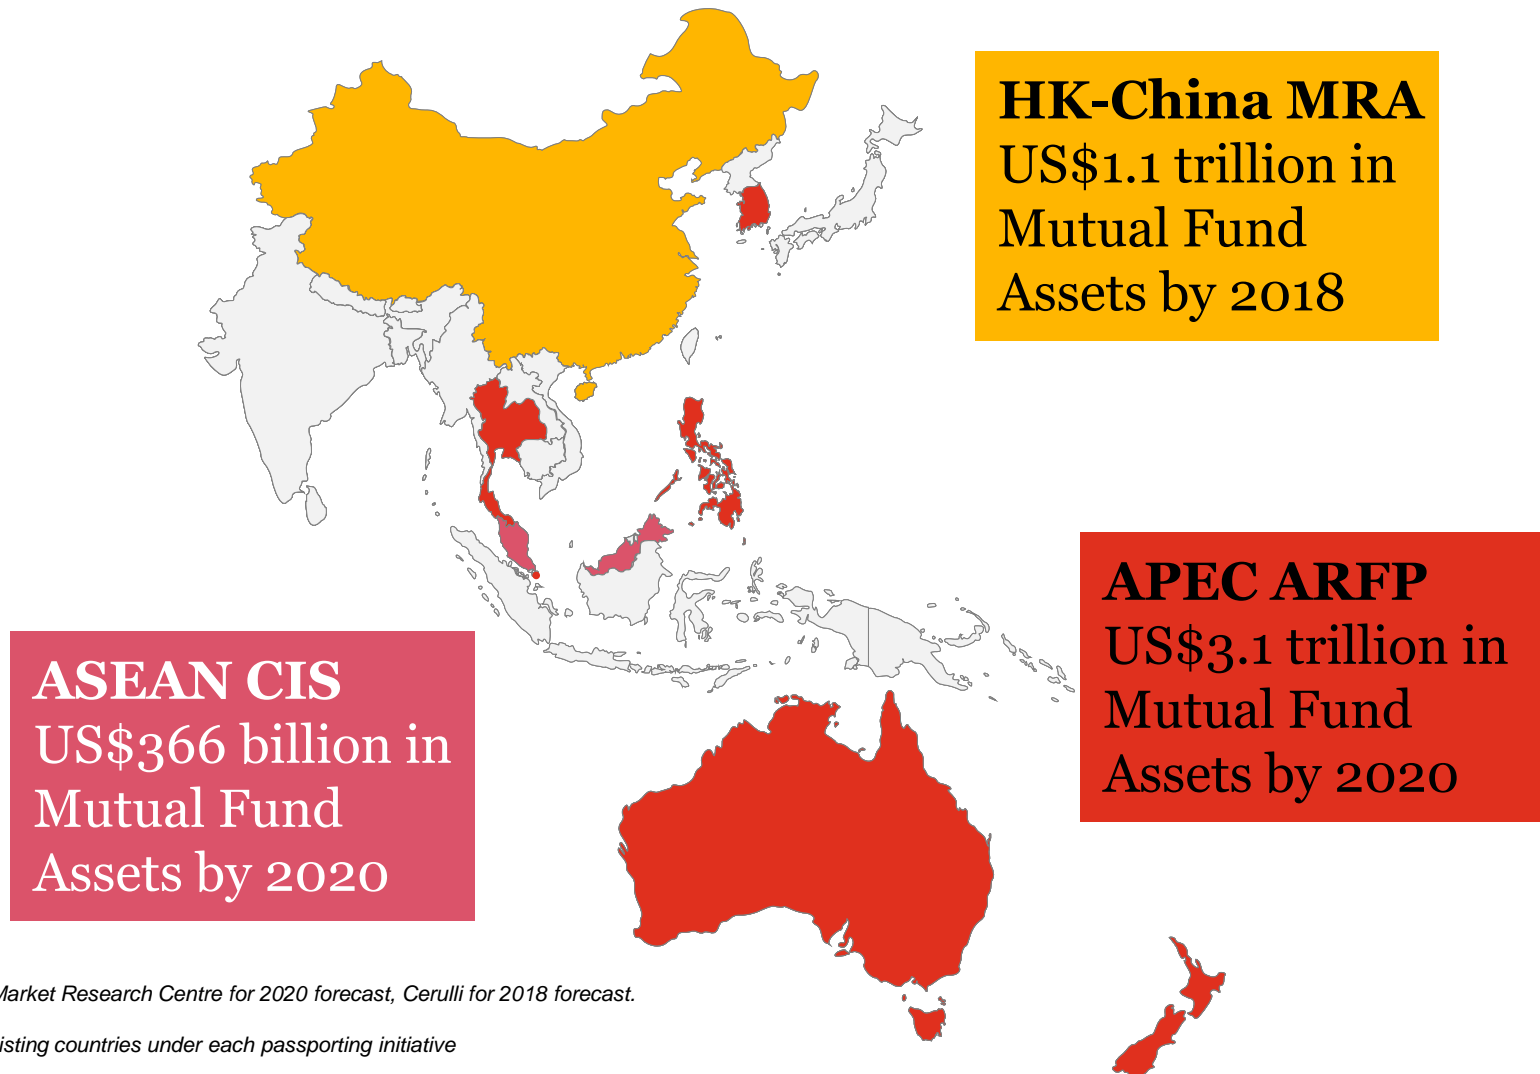 HK-China MRA
US$1.1 trillion in
Mutual Fund
Assets by 2018
APEC ARFP
US$3.1 trillion in
Mutual Fund
Assets by 2020
ASEAN CIS
US$366 billion in
Mutual Fund
Assets by 2020
Market Research Centre for 2020 forecast, Cerulli for 2018 forecast.
isting countries under each passporting initiative